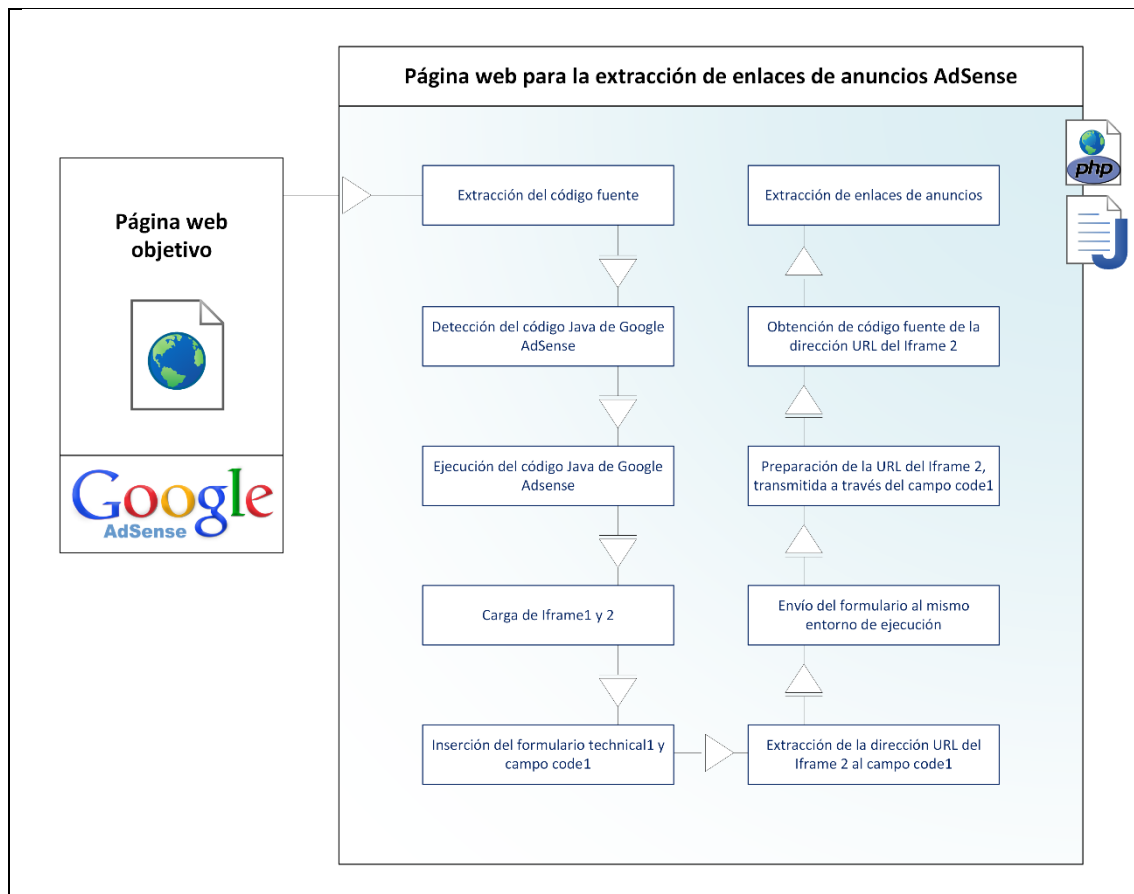 Página web para la extracción de enlaces de anuncios AdSense
php
J
Página web
objetivo
Google
AdSense
Extracción del código fuente
Detección del código Java de Google
AdSense
Ejecución del código Java de Google
Adsense
Carga de Iframe1 y 2
Inserción del formulario technical1 y
campo code1
Extracción de la dirección URL del
Iframe 2 al campo code1
Envío del formulario al mismo
entorno de ejecución
Preparación de la URL del Iframe 2,
transmitida a través del campo code1
Obtención de código fuente de la
dirección URL del Iframe 2
Extracción de enlaces de anuncios